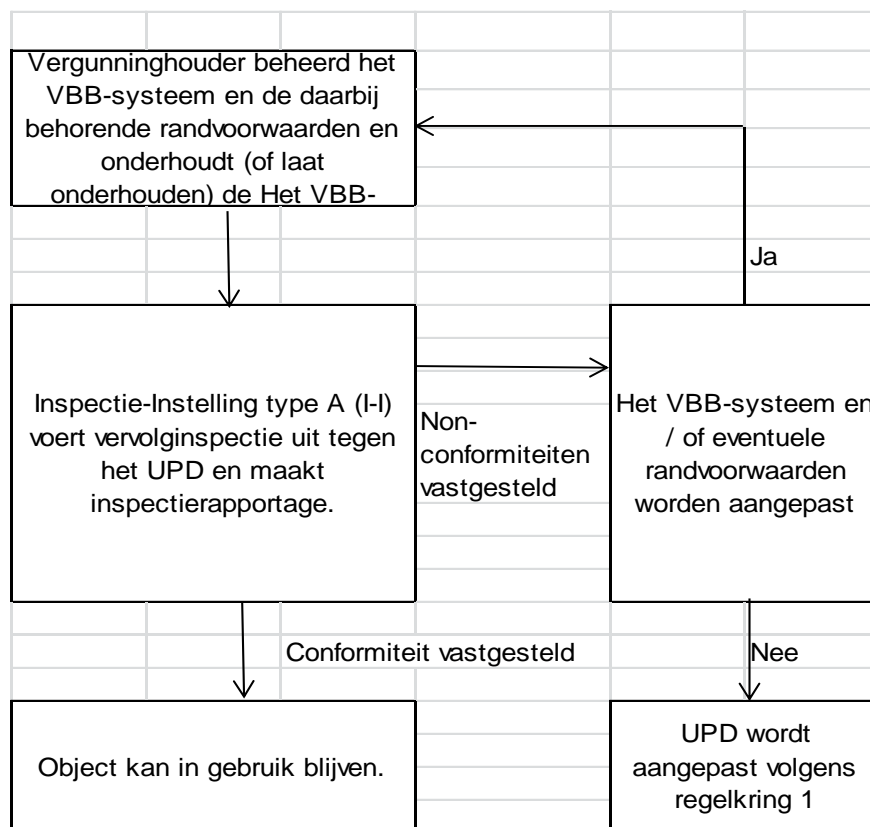 Vergunninghouder beheerd het
VBB-systeem en de daarbij
behorende randvoorwaarden en
onderhoudt (of laat
onderhouden) de Het VBB-
Ja
Inspectie-Instelling type A (I-I)
voert vervolginspectie uit tegen
het UPD en maakt
inspectierapportage.
Non-
conformiteiten
vastgesteld
Het VBB-systeem en
/ of eventuele
randvoorwaarden
worden aangepast
Conformiteit vastgesteld
Nee
Object kan in gebruik blijven.
UPD wordt
aangepast volgens
regelkring 1